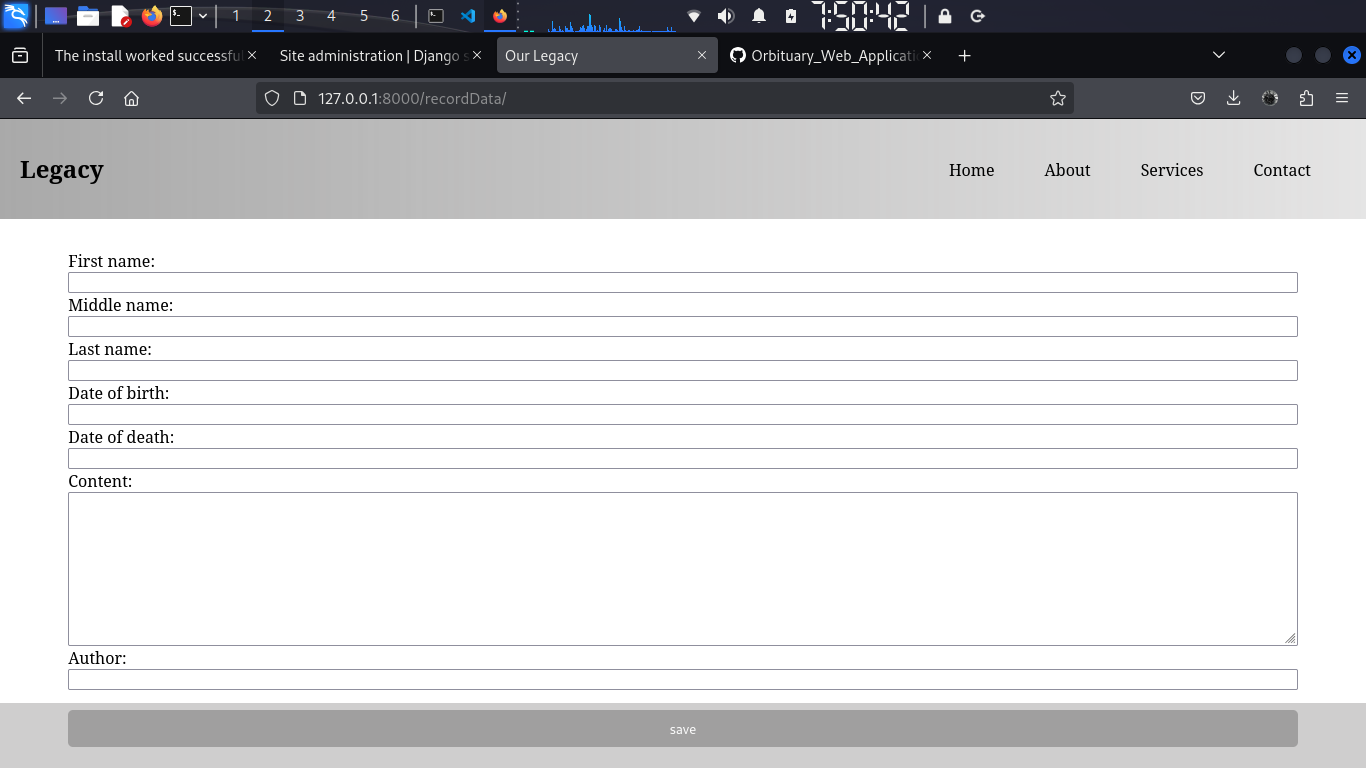 1 2 3 4 5 6 7:50:42
The install worked successful Site administration | Django s Our Legacy Orbituary_Web_Applicatio
127.0.0.1:8000/recordData/
Legacy Home About Services Contact
First name:
Middle name:
Last name:
Date of birth:
Date of death:
Content:
Author:
save